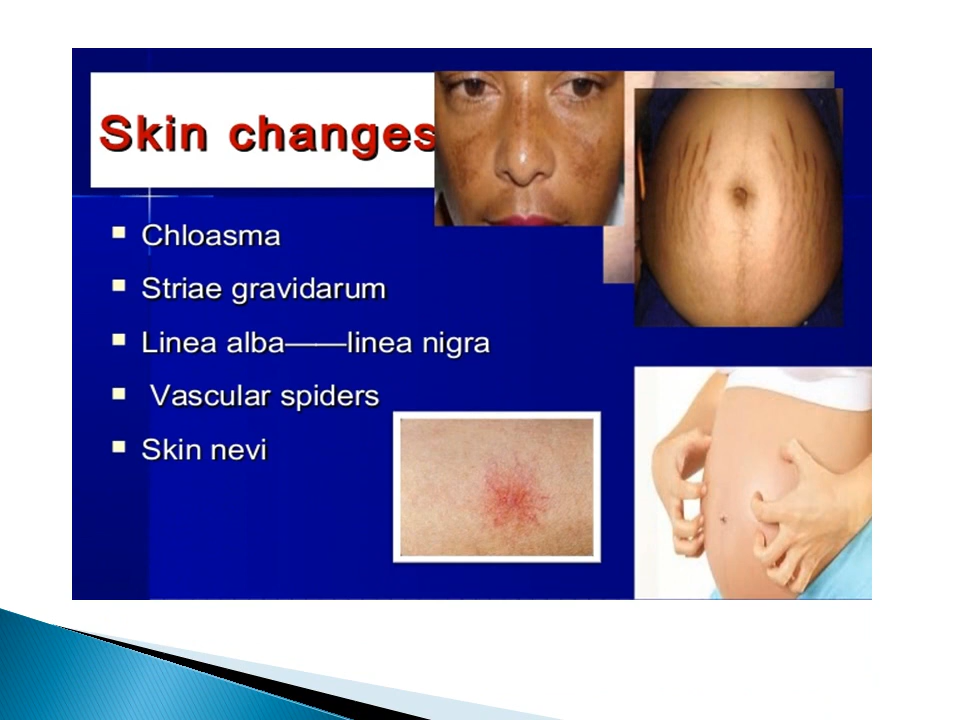 Skin changes
Chloasma
Striae gravidarum
Linea alba——linea nigra
Vascular spiders
Skin nevi